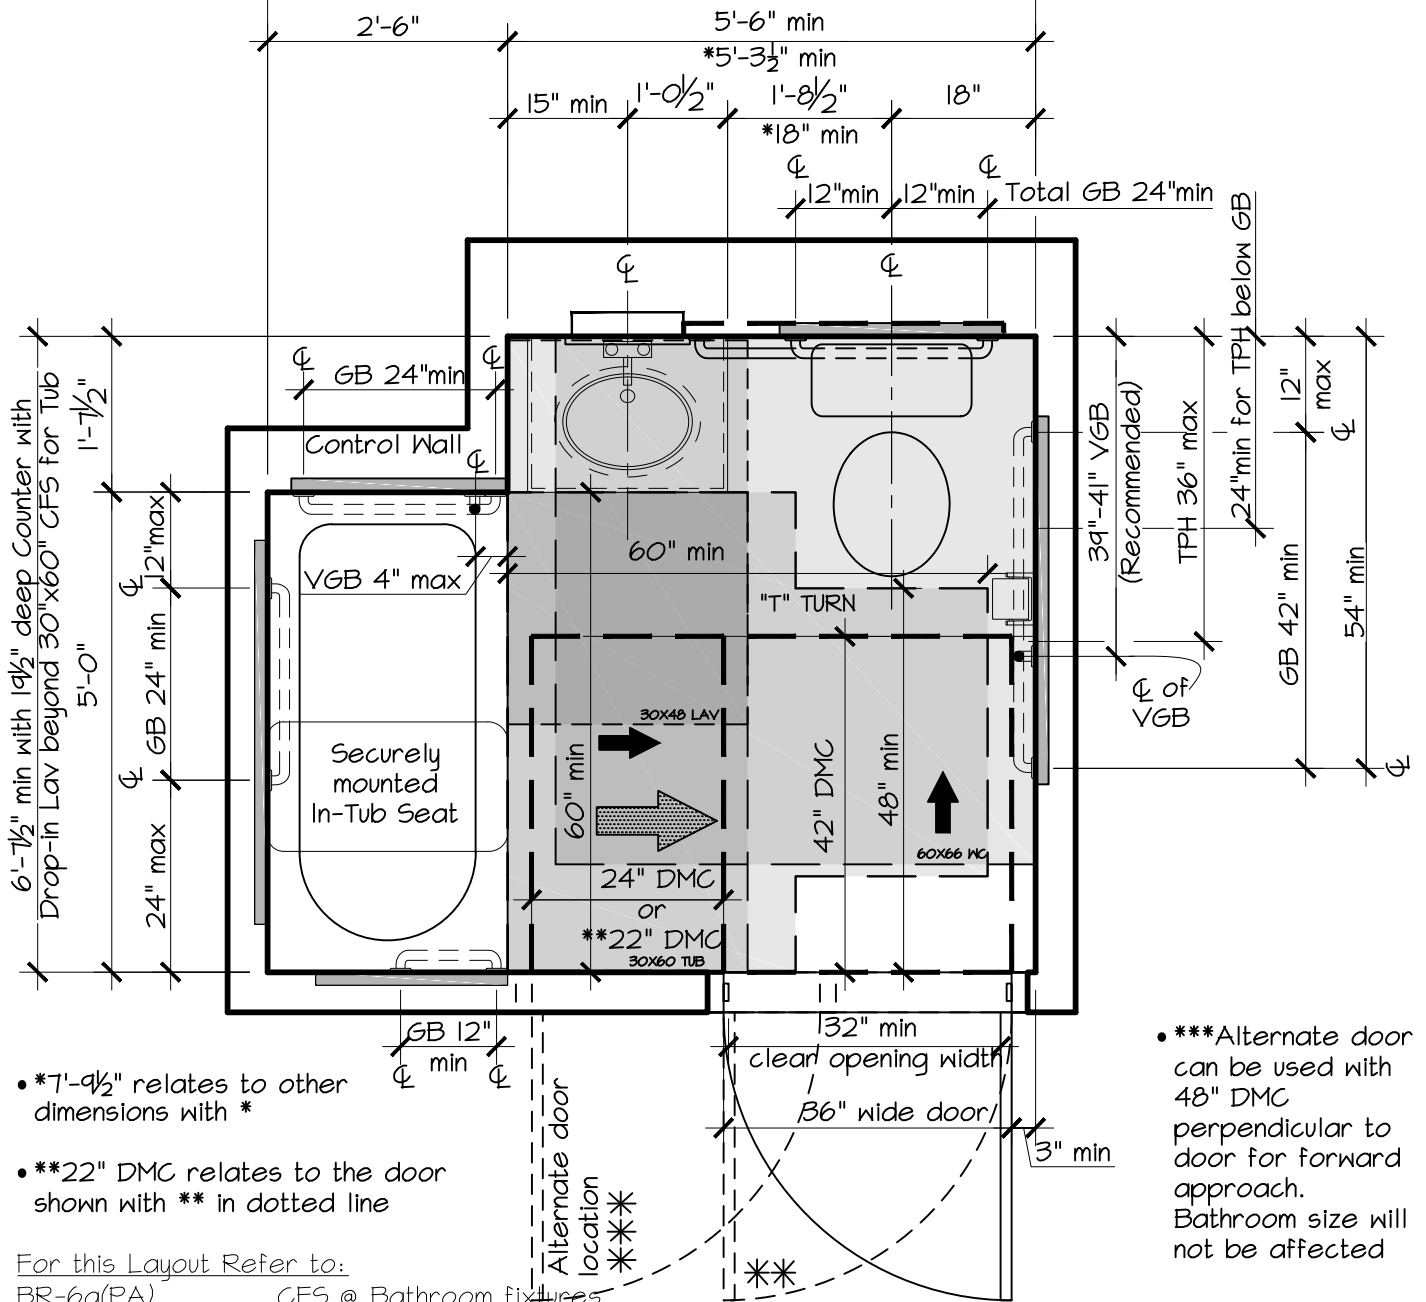 2'-6"
5'-6" min
*5'-3½" min
15" min
1'-0½"
1'-8½"
18"
*18" min
℄
℄
12"min
12"min
Total GB 24"min
℄
℄
24"min for TPH below GB
6'-7½" min with 19½" deep Counter with
Drop-in Lav beyond 30"x60" CFS for Tub
1'-7½"
℄
℄
GB 24"min
Control Wall
℄
12"
max
℄
39"-41" VGB
(Recommended)
TPH 36" max
GB 42" min
54" min
℄
12"max
℄
GB 24" min
5'-0"
℄
24" max
VGB 4" max
60" min
"T" TURN
℄ of
VGB
30X48 LAV
Securely
mounted
In-Tub Seat
60" min
42" DMC
48" min
60X66 WC
24" DMC
or
**22" DMC
30X60 TUB
GB 12"
min
℄
℄
32" min
clear opening width
36" wide door
3" min
Alternate door
location
***
**
• *7'-9½" relates to other
dimensions with *
• **22" DMC relates to the door
shown with ** in dotted line
• ***Alternate door
can be used with
48" DMC
perpendicular to
door for forward
approach.
Bathroom size will
not be affected
For this Layout Refer to:
BR-6a(PA) CFS @ Bathroom fixtures